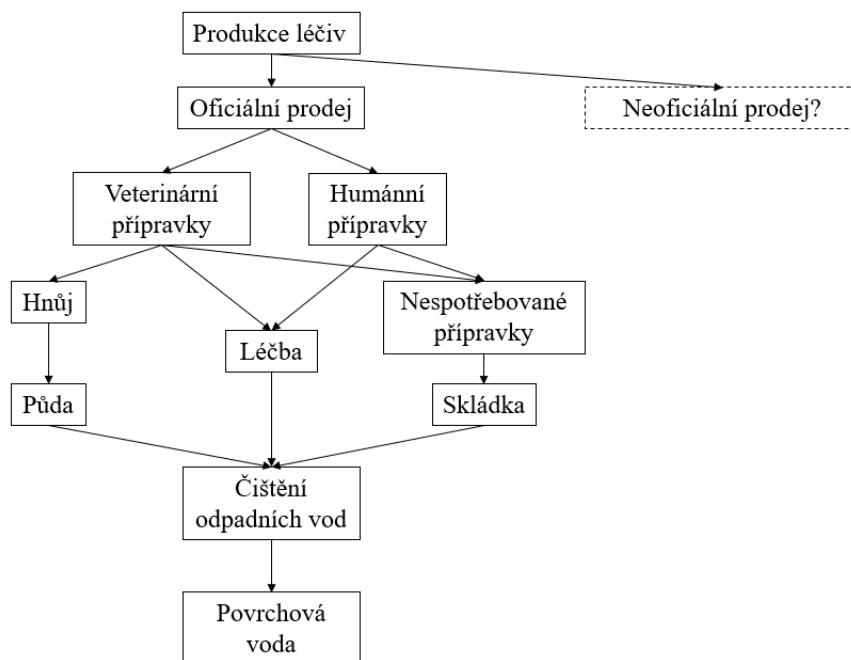 Produkce léčiv
Oficiální prodej
Neoficiální prodej?
Veterinární
přípravky
Humánní
přípravky
Hnůj
Nespotřebované
přípravky
Léčba
Půda
Skládka
Čištění
odpadních vod
Povrchová
voda